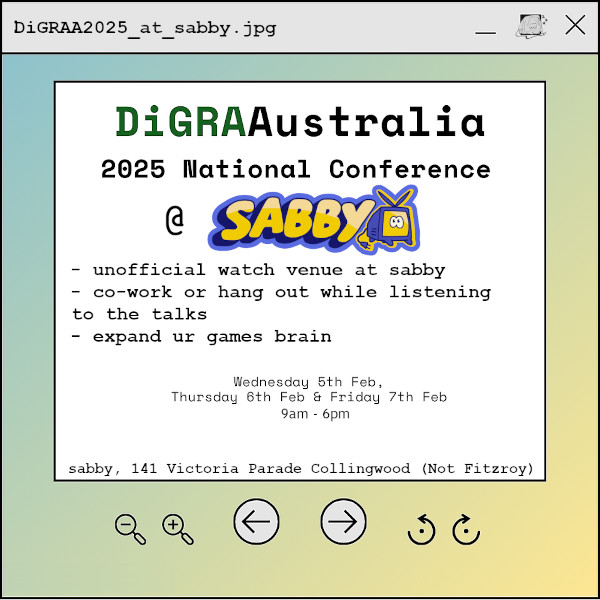 DiGRAA2025_at_sabby.jpg
DiGRAAustralia
2025 National Conference
@ SABBY
- unofficial watch venue at sabby
- co-work or hang out while listening
to the talks
- expand ur games brain
Wednesday 5th Feb,
Thursday 6th Feb & Friday 7th Feb
9am - 6pm
sabby, 141 Victoria Parade Collingwood (Not Fitzroy)